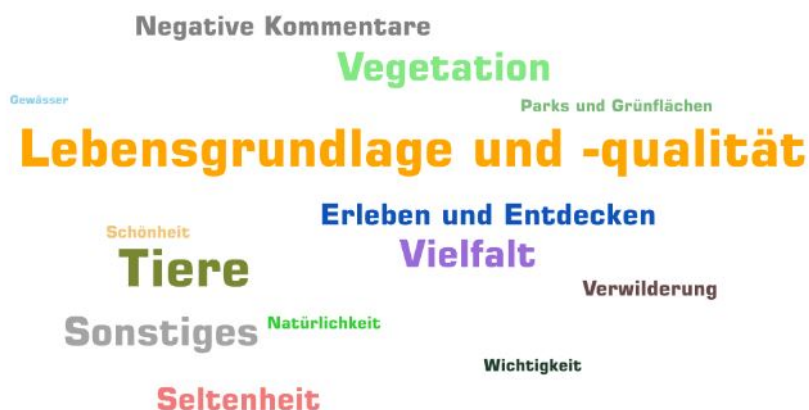 Negative Kommentare
Vegetation
Gewässer
Parks und Grünflächen
Lebensgrundlage und -qualität
Erleben und Entdecken
Schönheit
Vielfalt
Tiere
Verwilderung
Sonstiges
Natürlichkeit
Wichtigkeit
Seltenheit